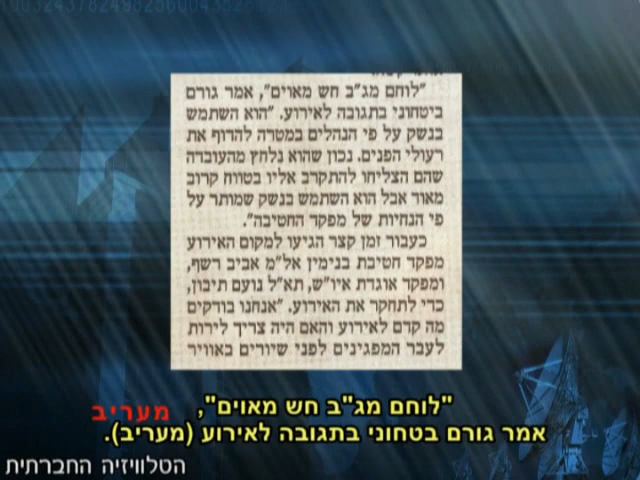 "לוחם מג"ב חש מאוים", אמר גורם
ביטחוני בתגובה לאירוע. "הוא השתמש
בנשק על פי הנהלים במטרה להדוף את
רעולי הפנים. נכון שהוא נלחץ מהעובדה
שהם הצליחו להתקרב אליו בטווח קרוב
מאוד אבל הוא השתמש בנשק שמותר על
פי הנחיות של מפקד החטיבה".
כעבור זמן קצר הגיעו למקום האירוע
מפקד חטיבת בנימין אל"מ אביב רשף,
ומפקד אוגדת איו"ש, תא"ל נועם תיבון,
כדי לתחקר את האירוע. "אנחנו בודקים
מה קדם לאירוע והאם היה צריך לירות
לעבר המפגינים לפני שיורים באוויר
"לוחם מג"ב חש מאוים",
מעריב
אמר גורם בטחוני בתגובה לאירוע (מעריב).
הטלוויזיה החברתית